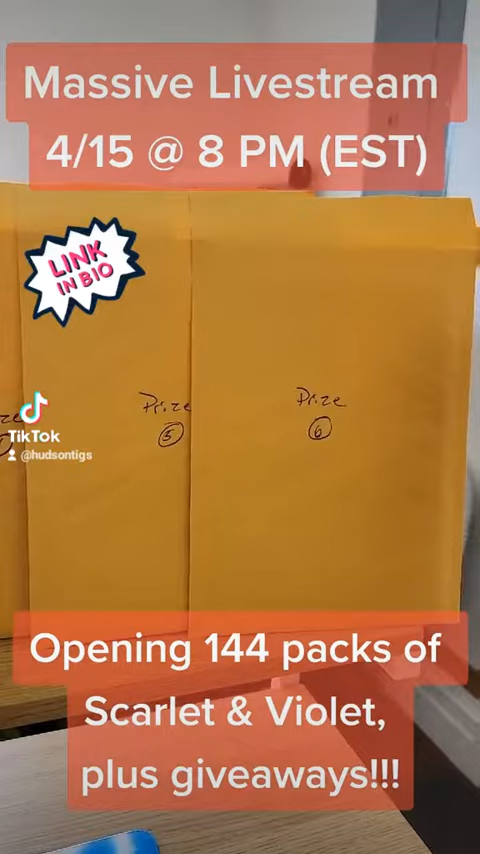 Massive Livestream
4/15 @ 8 PM (EST)
LINK
IN BIO
Prize
5
Prize
6
TikTok
@hudsontigs
Opening 144 packs of
Scarlet & Violet,
plus giveaways!!!